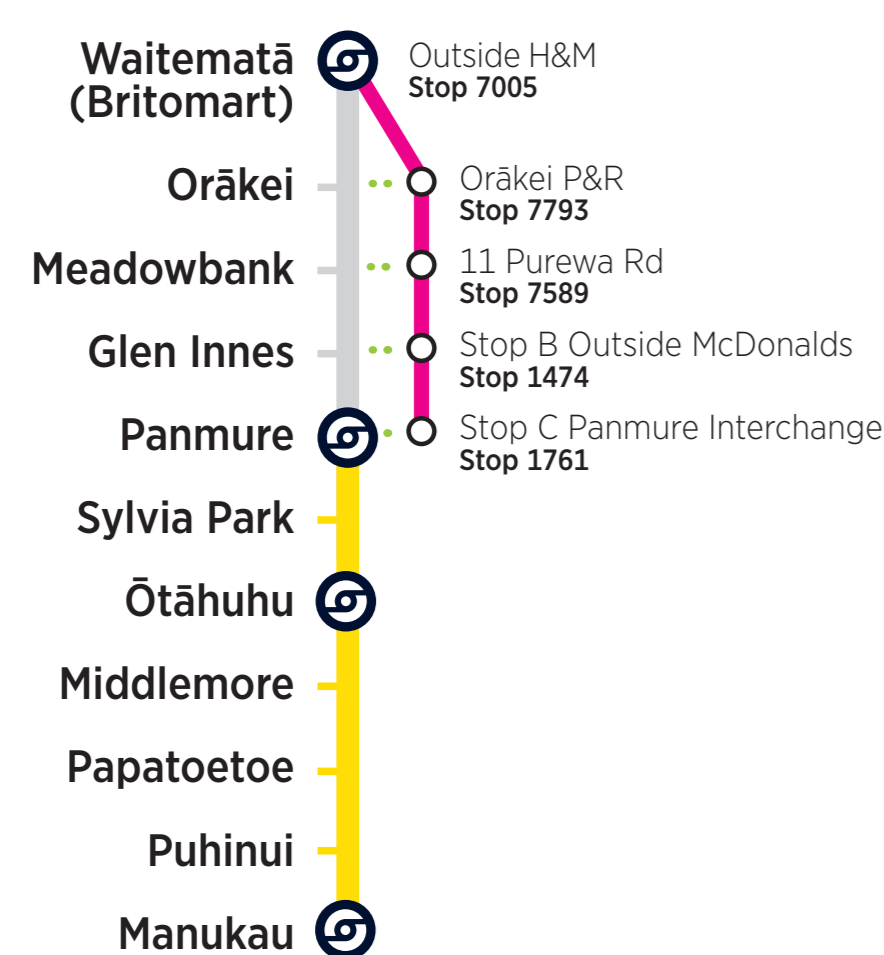 Waitematā
(Britomart)
Outside H&M
Stop 7005
Orākei
Orākei P&R
Stop 7793
Meadowbank
11 Purewa Rd
Stop 7589
Glen Innes
Stop B Outside McDonalds
Stop 1474
Panmure
Stop C Panmure Interchange
Stop 1761
Sylvia Park
Ōtāhuhu
Middlemore
Papatoetoe
Puhinui
Manukau